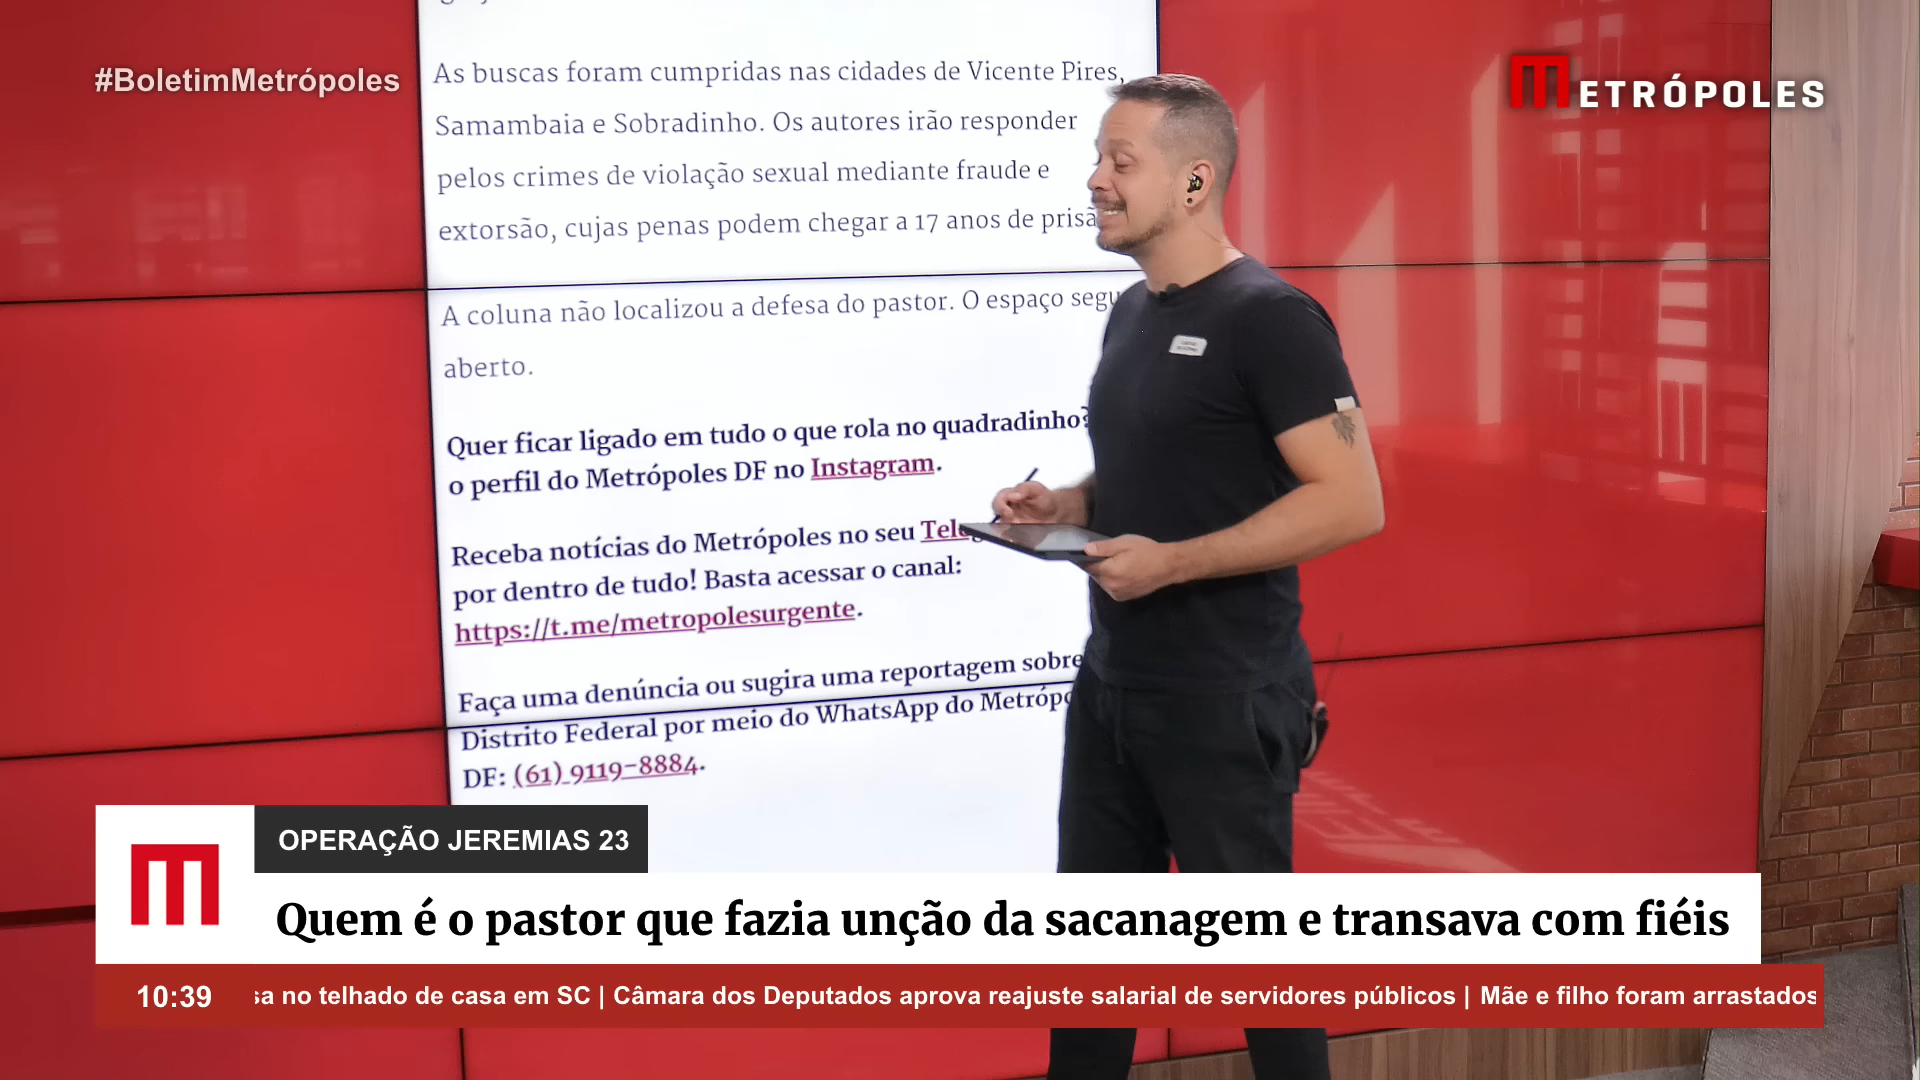 #BoletimMetrópoles
METRÓPOLES
As buscas foram cumpridas nas cidades de Vicente Pires,
Samambaia e Sobradinho. Os autores irão responder
pelos crimes de violação sexual mediante fraude e
extorsão, cujas penas podem chegar a 17 anos de prisã
A coluna não localizou a defesa do pastor. O espaço segu
aberto.
Quer ficar ligado em tudo o que rola no quadradinho?
o perfil do Metrópoles DF no Instagram.
Receba notícias do Metrópoles no seu Tele
por dentro de tudo! Basta acessar o canal:
https://t.me/metropolesurgente.
Faça uma denúncia ou sugira uma reportagem sobre
Distrito Federal por meio do WhatsApp do Metrópo
DF: (61) 9119-8884.
OPERAÇÃO JEREMIAS 23
Quem é o pastor que fazia unção da sacanagem e transava com fiéis
10:39 sa no telhado de casa em SC | Câmara dos Deputados aprova reajuste salarial de servidores públicos | Mãe e filho foram arrastados